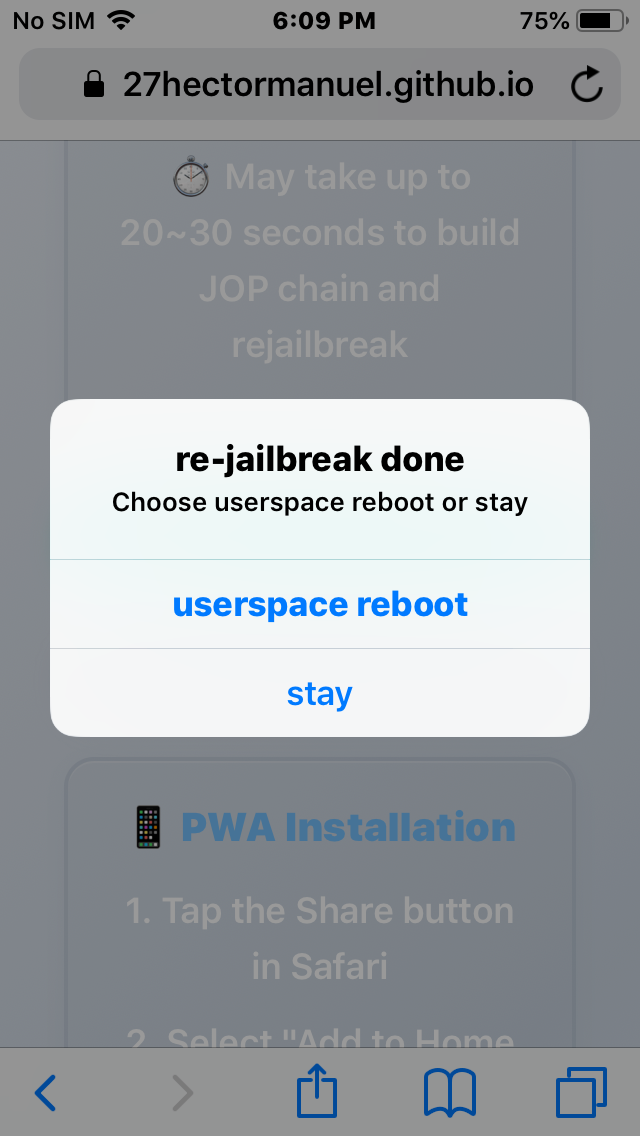 No SIM 6:09 PM 75%
27hectormanuel.github.io
⏱️ May take up to
20~30 seconds to build
JOP chain and
rejailbreak
re-jailbreak done
Choose userspace reboot or stay
userspace reboot
stay
📱 PWA Installation
1. Tap the Share button
in Safari
2. Select "Add to Home